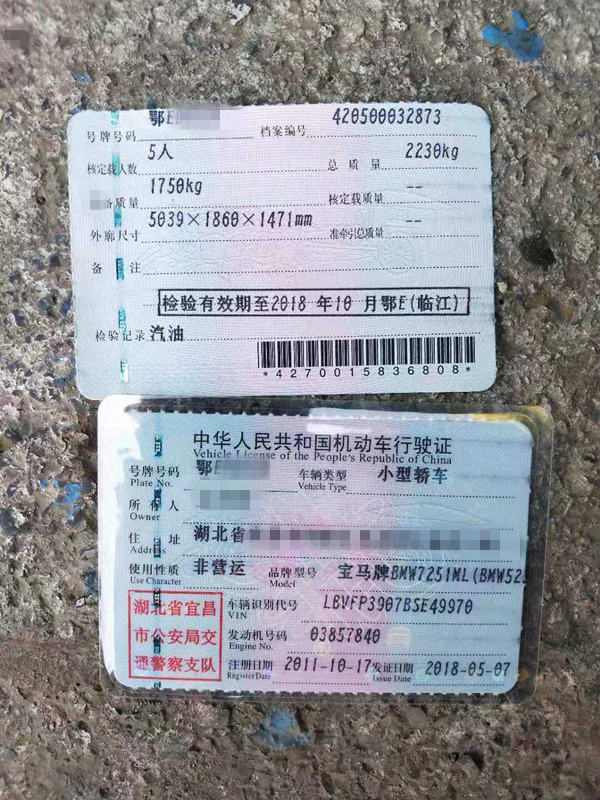 鄂E 420500032873
号牌号码 档案编号
5人 2230kg
核定载人数 总质量
1750kg --
备质量 核定载质量
5039×1860×1471mm --
外廓尺寸 准牵引总质量
备注
检验有效期至2018 年10 月鄂E(临江)
检验记录 汽油
*4270015836808*
中华人民共和国机动车行驶证
Vehicle License of the People's Republic of China
号牌号码 鄂E 车辆类型 小型轿车
Plate No. Vehicle Type
所有人
Owner
住址 湖北省
Address
使用性质 非营运 品牌型号 宝马牌BMW7251ML(BMW52
Use Character Model
湖北省宜昌 车辆识别代号 LBVFP3907BSE49970
VIN
市公安局交 发动机号码 03857840
Engine No.
通警察支队 注册日期 2011-10-17 发证日期 2018-05-07
Register Date Issue Date